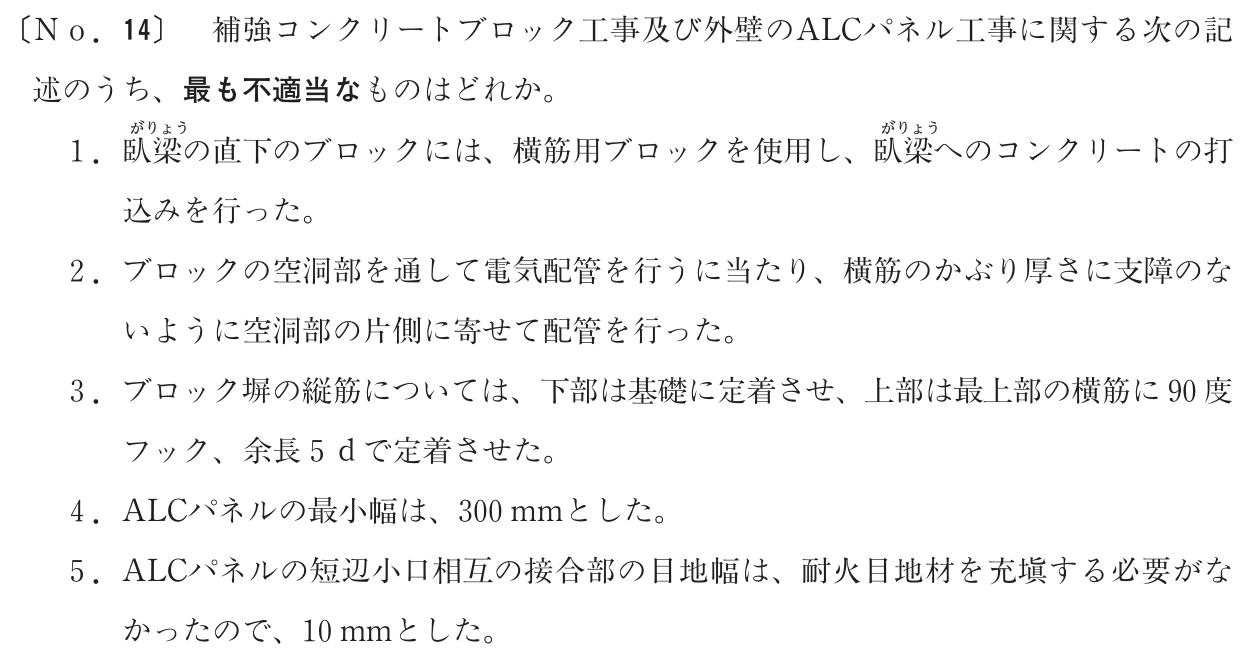 〔Ｎｏ．14〕　補強コンクリートブロック工事及び外壁のALCパネル工事に関する次の記
述のうち、最も不適当なものはどれか。
がりょう　がりょう
１．臥梁の直下のブロックには、横筋用ブロックを使用し、臥梁へのコンクリートの打
込みを行った。
２．ブロックの空洞部を通して電気配管を行うに当たり、横筋のかぶり厚さに支障のな
いように空洞部の片側に寄せて配管を行った。
３．ブロック塀の縦筋については、下部は基礎に定着させ、上部は最上部の横筋に 90 度
フック、余長５ｄで定着させた。
４．ALCパネルの最小幅は、300 mmとした。
５．ALCパネルの短辺小口相互の接合部の目地幅は、耐火目地材を充塡する必要がな
かったので、10 mmとした。